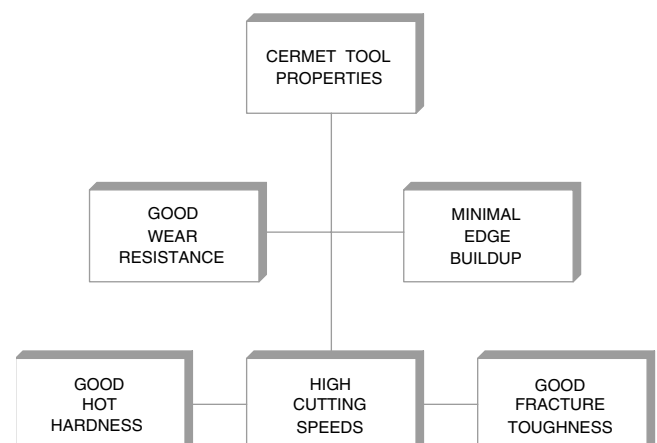 CERMET TOOL
PROPERTIES
GOOD
WEAR
RESISTANCE
MINIMAL
EDGE
BUILDUP
GOOD
HOT
HARDNESS
HIGH
CUTTING
SPEEDS
GOOD
FRACTURE
TOUGHNESS